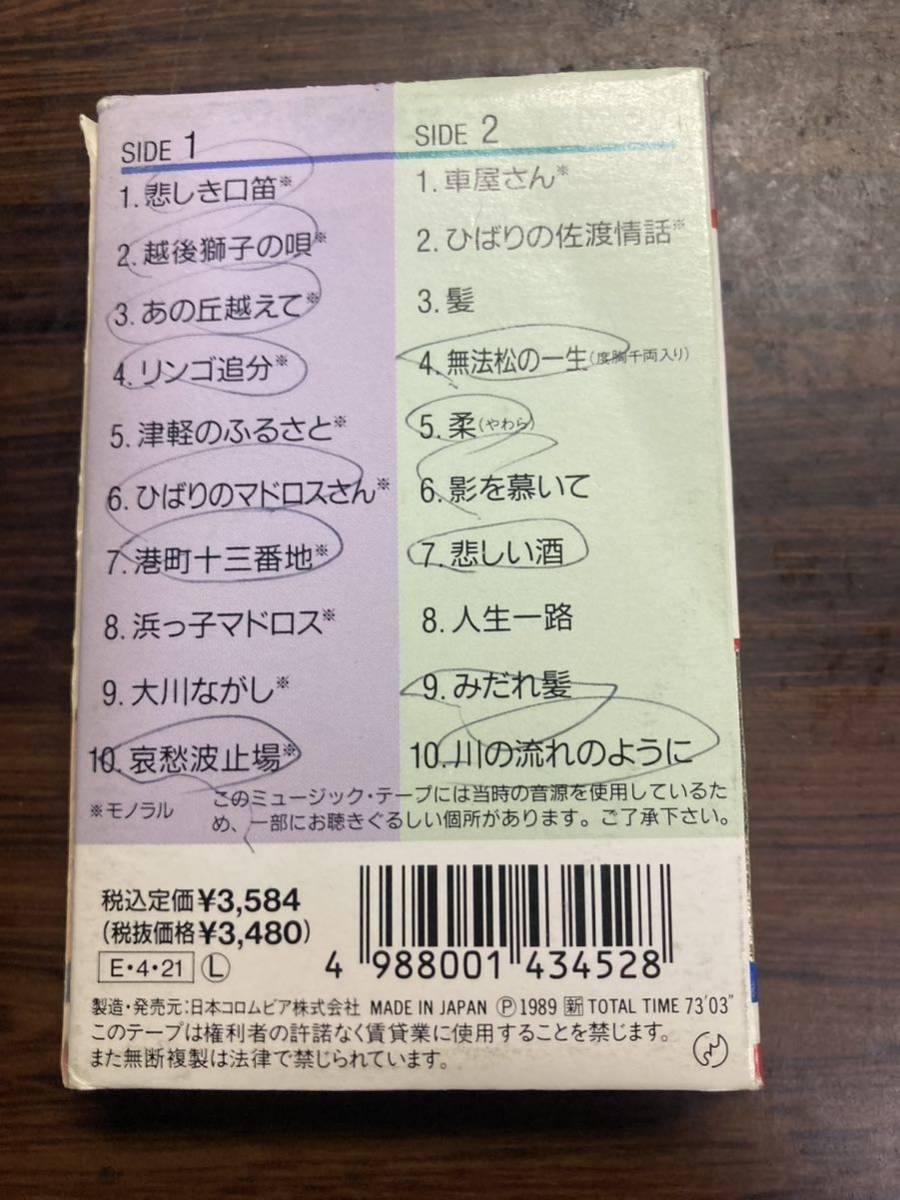 SIDE 1
1. 悲しき口笛※
2. 越後獅子の唄※
3. あの丘越えて※
4. リンゴ追分※
5. 津軽のふるさと※
6. ひばりのマドロスさん※
7. 港町十三番地※
8. 浜っ子マドロス※
9. 大川ながし※
10. 哀愁波止場※
SIDE 2
1. 車屋さん※
2. ひばりの佐渡情話※
3. 髪
4. 無法松の一生(度胸千両入り)
5. 柔(やわら)
6. 影を慕いて
7. 悲しい酒
8. 人生一路
9. みだれ髪
10. 川の流れのように
※モノラル
このミュージック・テープには当時の音源を使用しているた
め、一部にお聴きぐるしい個所があります。ご了承下さい。
税込定価¥3,584
(税抜価格¥3,480)
E・4・21 Ⓛ
4 988001 434528
製造・発売元:日本コロムビア株式会社 MADE IN JAPAN Ⓟ1989 新 TOTAL TIME 73'03"
このテープは権利者の許諾なく賃貸業に使用することを禁じます。
また無断複製は法律で禁じられています。